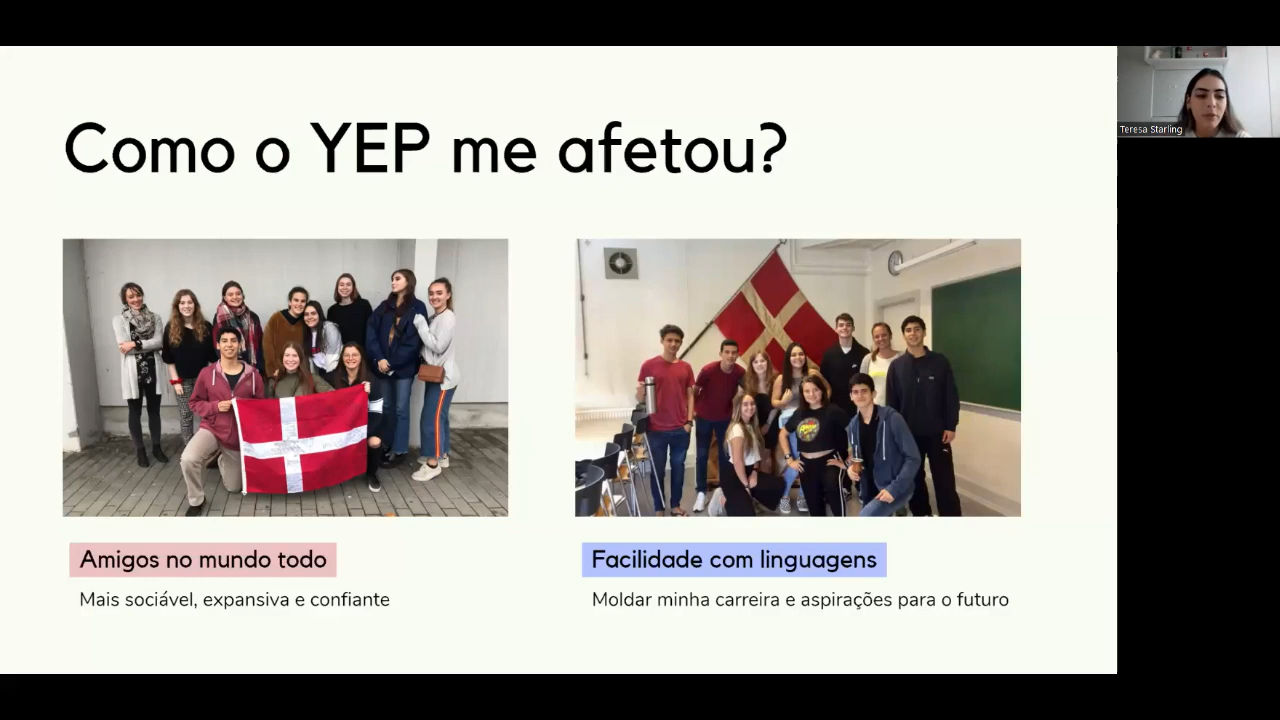 Como o YEP me afetou?
Teresa Starling
Amigos no mundo todo
Mais sociável, expansiva e confiante
Facilidade com linguagens
Moldar minha carreira e aspirações para o futuro